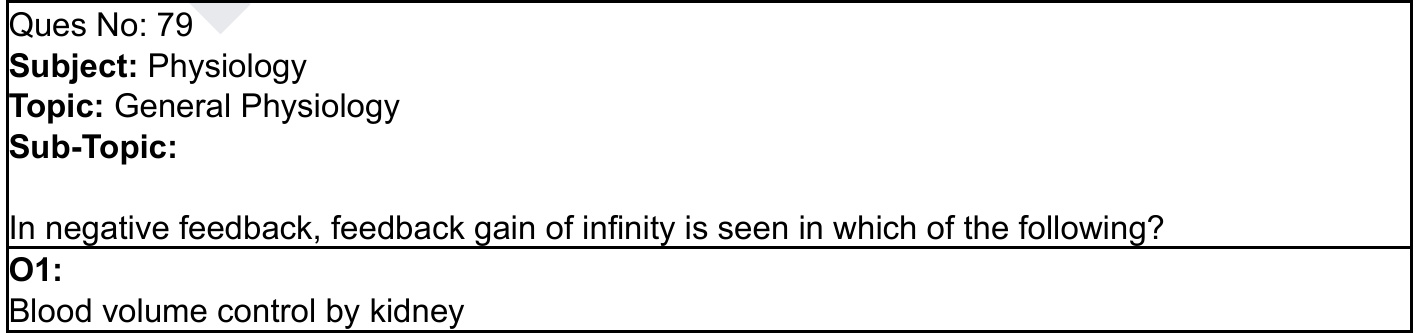 Ques No: 79
Subject: Physiology
Topic: General Physiology
Sub-Topic:
In negative feedback, feedback gain of infinity is seen in which of the following?
O1:
Blood volume control by kidney